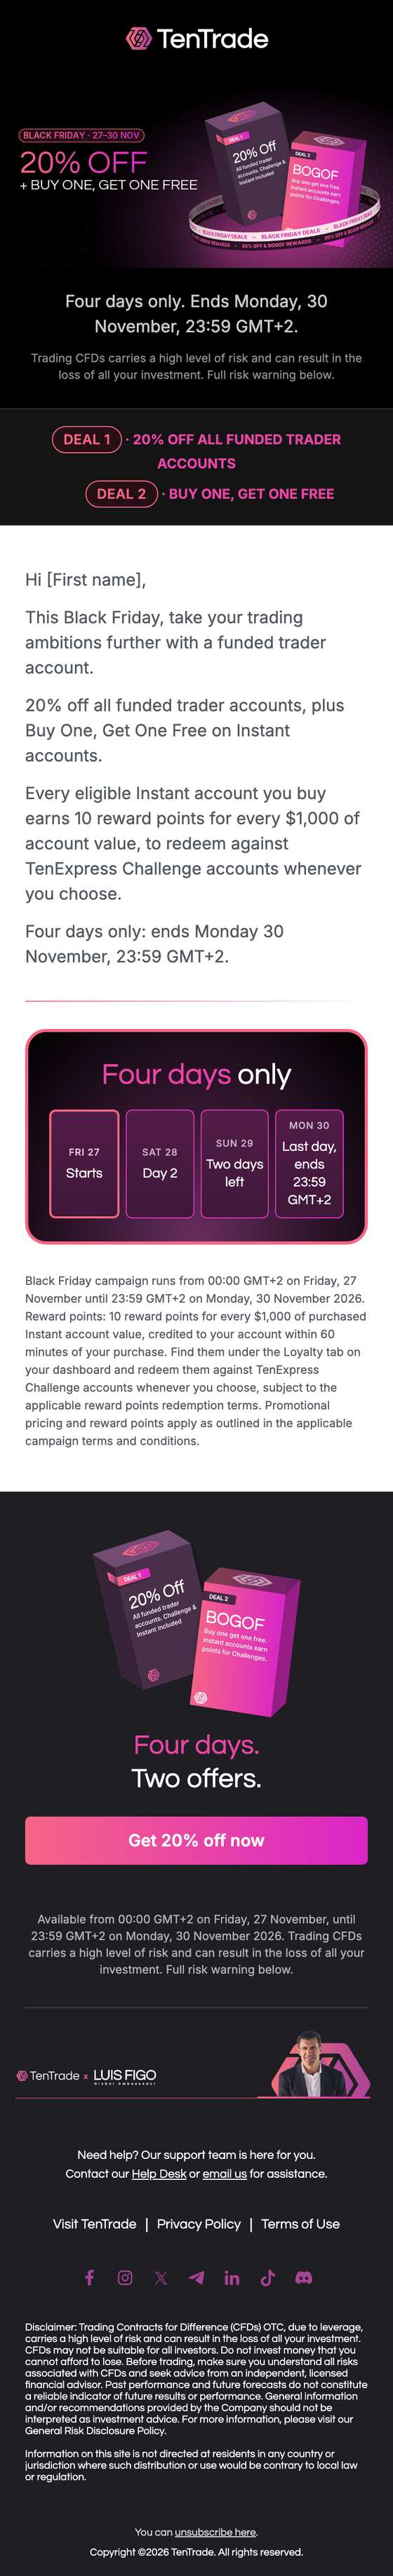 TenTrade
BLACK FRIDAY · 27–30 NOV
20% OFF
+ BUY ONE, GET ONE FREE
DEAL 1
20% Off
All funded trader
accounts. Challenge &
Instant included
DEAL 2
BOGOF
Buy one get one free.
Instant accounts earn
points for Challenges.
BLACK FRIDAY DEALS – BLACK FRIDAY DEALS – BLACK FRIDAY DEALZ
20% OFF & BOGOF REWARDS
Four days only. Ends Monday, 30
November, 23:59 GMT+2.
Trading CFDs carries a high level of risk and can result in the
loss of all your investment. Full risk warning below.
DEAL 1 · 20% OFF ALL FUNDED TRADER
ACCOUNTS
DEAL 2 · BUY ONE, GET ONE FREE
Hi [First name],
This Black Friday, take your trading
ambitions further with a funded trader
account.
20% off all funded trader accounts, plus
Buy One, Get One Free on Instant
accounts.
Every eligible Instant account you buy
earns 10 reward points for every $1,000 of
account value, to redeem against
TenExpress Challenge accounts whenever
you choose.
Four days only: ends Monday 30
November, 23:59 GMT+2.
Four days only
FRI 27
Starts
SAT 28
Day 2
SUN 29
Two days
left
MON 30
Last day,
ends
23:59
GMT+2
Black Friday campaign runs from 00:00 GMT+2 on Friday, 27
November until 23:59 GMT+2 on Monday, 30 November 2026.
Reward points: 10 reward points for every $1,000 of purchased
Instant account value, credited to your account within 60
minutes of your purchase. Find them under the Loyalty tab on
your dashboard and redeem them against TenExpress
Challenge accounts whenever you choose, subject to the
applicable reward points redemption terms. Promotional
pricing and reward points apply as outlined in the applicable
campaign terms and conditions.
DEAL 1
20% Off
All funded trader
accounts. Challenge &
Instant included
DEAL 2
BOGOF
Buy one get one free.
Instant accounts earn
points for Challenges.
Four days.
Two offers.
Get 20% off now
Available from 00:00 GMT+2 on Friday, 27 November, until
23:59 GMT+2 on Monday, 30 November 2026. Trading CFDs
carries a high level of risk and can result in the loss of all your
investment. Full risk warning below.
TenTrade x LUIS FIGO
Global Ambassador
Need help? Our support team is here for you.
Contact our Help Desk or email us for assistance.
Visit TenTrade | Privacy Policy | Terms of Use
Disclaimer: Trading Contracts for Difference (CFDs) OTC, due to leverage,
carries a high level of risk and can result in the loss of all your investment.
CFDs may not be suitable for all investors. Do not invest money that you
cannot afford to lose. Before trading, make sure you understand all risks
associated with CFDs and seek advice from an independent, licensed
financial advisor. Past performance and future forecasts do not constitute
a reliable indicator of future results or performance. General information
and/or recommendations provided by the Company should not be
interpreted as investment advice. For more information, please visit our
General Risk Disclosure Policy.
Information on this site is not directed at residents in any country or
jurisdiction where such distribution or use would be contrary to local law
or regulation.
You can unsubscribe here.
Copyright ©2026 TenTrade. All rights reserved.